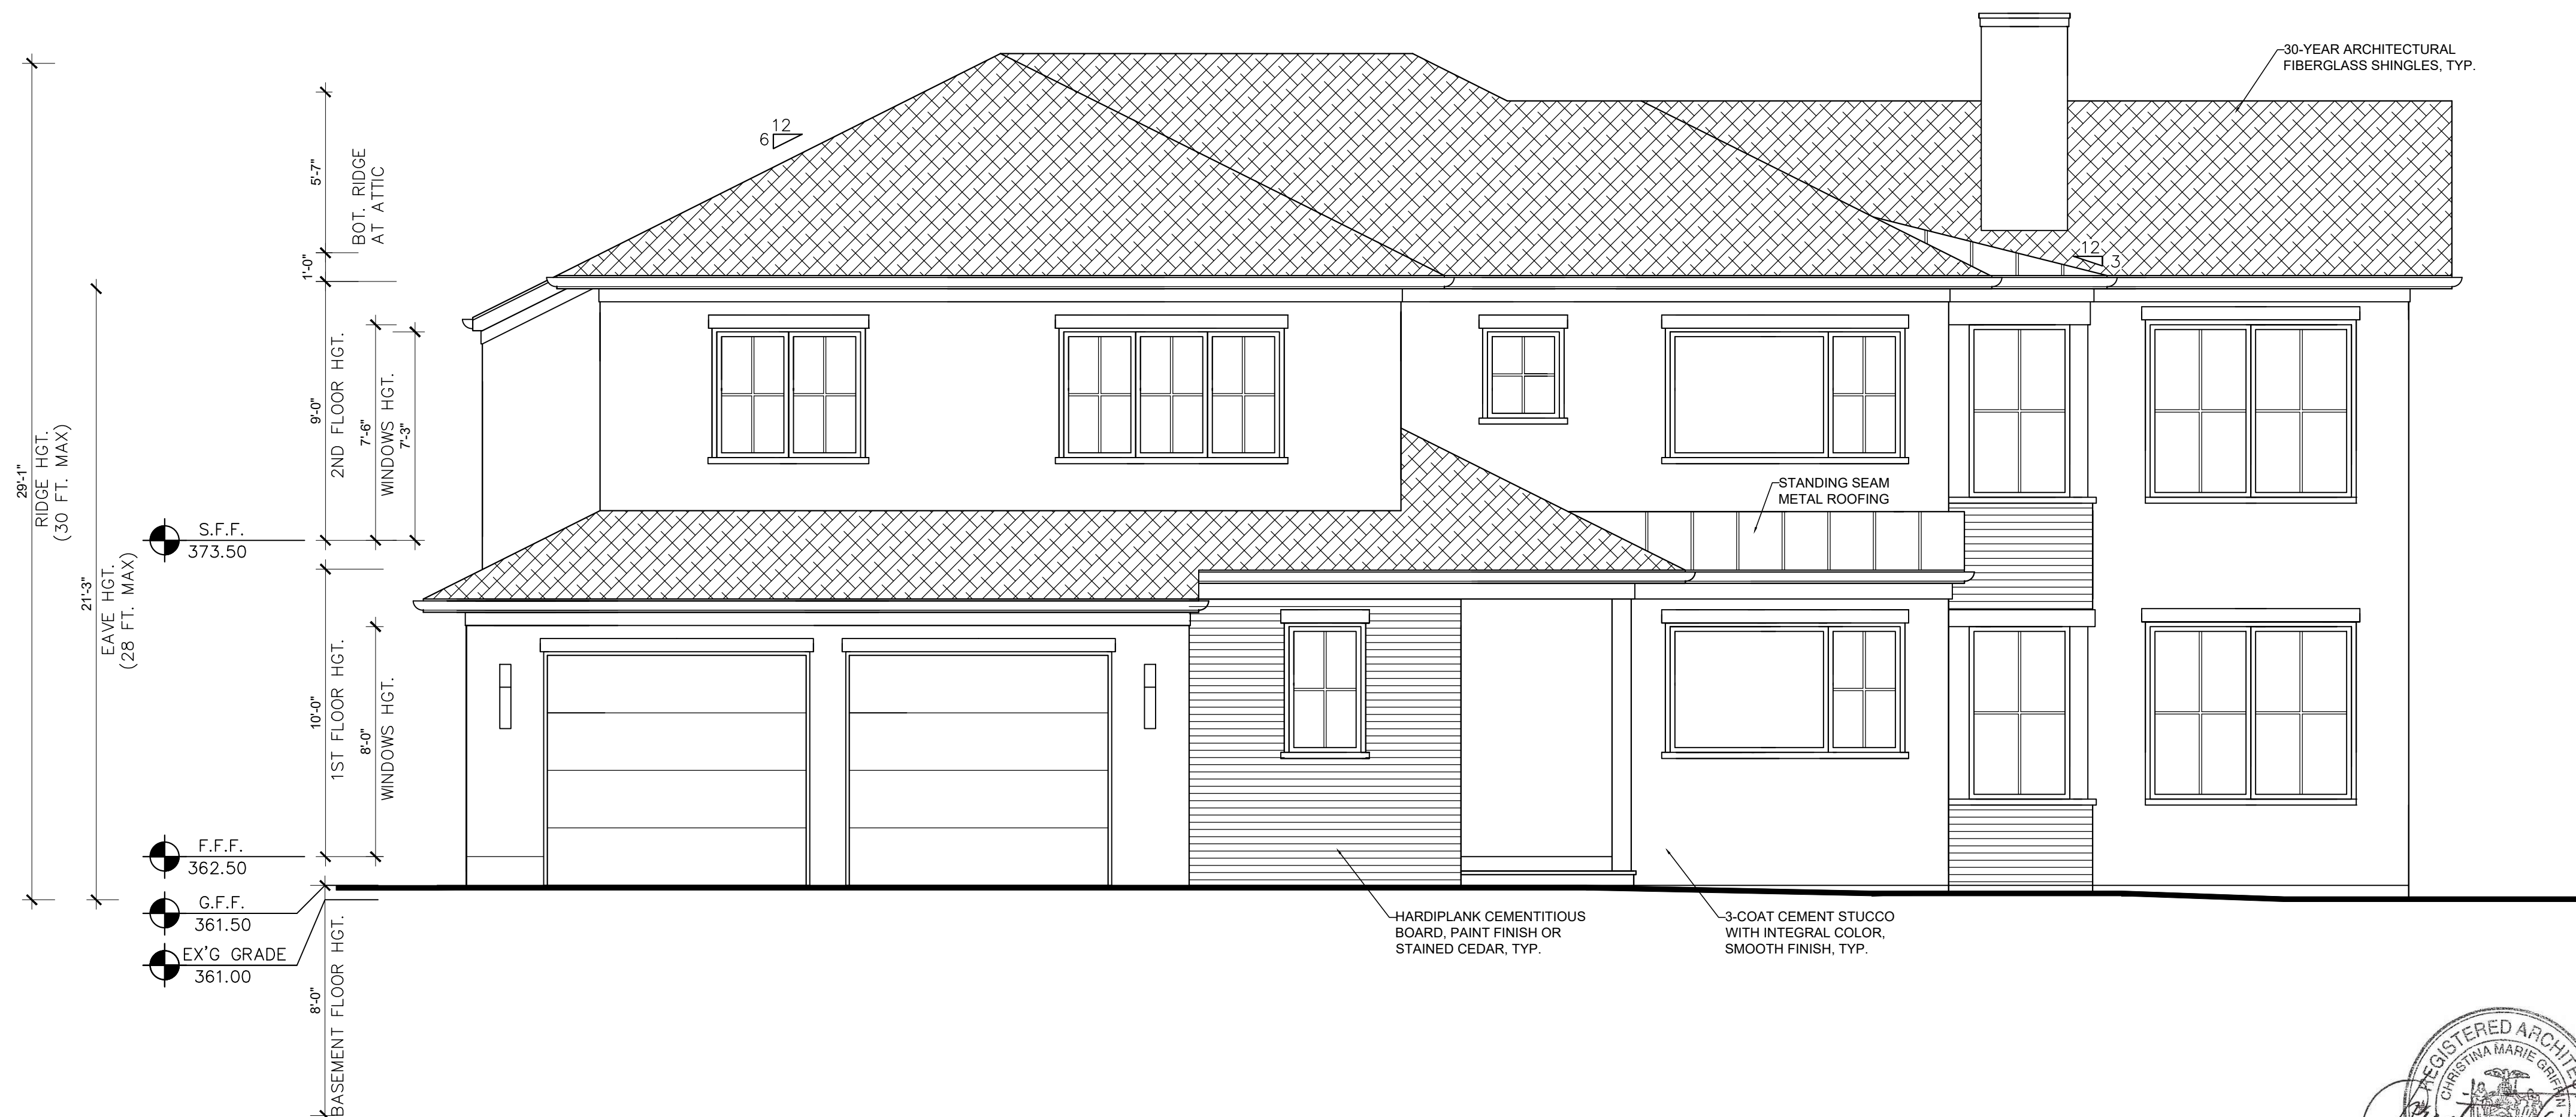 30-YEAR ARCHITECTURAL
FIBERGLASS SHINGLES, TYP.
12
6
12
3
29'-1"
RIDGE HGT.
(30 FT. MAX)
21'-3"
EAVE HGT.
(28 FT. MAX)
5'-7"
BOT. RIDGE
AT ATTIC
1'-0"
9'-0"
2ND FLOOR HGT.
7'-6"
WINDOWS HGT.
7'-3"
STANDING SEAM
METAL ROOFING
S.F.F.
373.50
10'-0"
1ST FLOOR HGT.
8'-0"
WINDOWS HGT.
F.F.F.
362.50
G.F.F.
361.50
EX'G GRADE
361.00
8'-0"
BASEMENT FLOOR HGT.
HARDIPLANK CEMENTITIOUS
BOARD, PAINT FINISH OR
STAINED CEDAR, TYP.
3-COAT CEMENT STUCCO
WITH INTEGRAL COLOR,
SMOOTH FINISH, TYP.
REGISTERED ARCHITE
CHRISTINA MARIE GRIFFIN